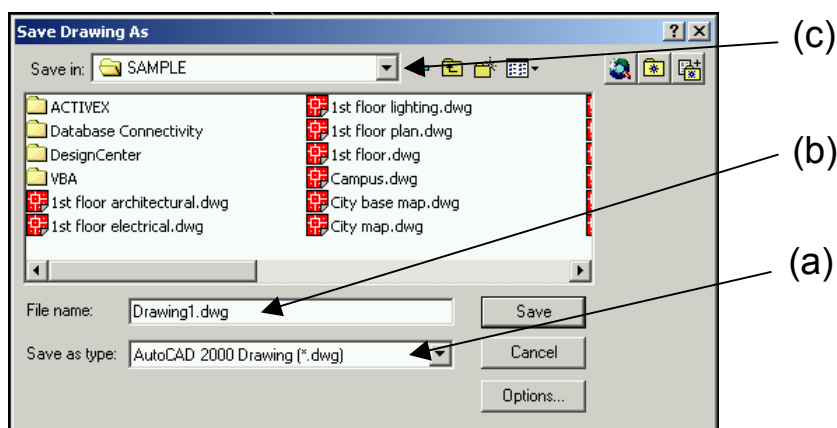 Save Drawing As
(c)
Save in: SAMPLE
ACTIVEX
Database Connectivity
DesignCenter
VBA
1st floor architectural.dwg
1st floor electrical.dwg
1st floor lighting.dwg
1st floor plan.dwg
1st floor.dwg
Campus.dwg
City base map.dwg
City map.dwg
(b)
(a)
File name: Drawing1.dwg Save
Save as type: AutoCAD 2000 Drawing (*.dwg) Cancel
Options...